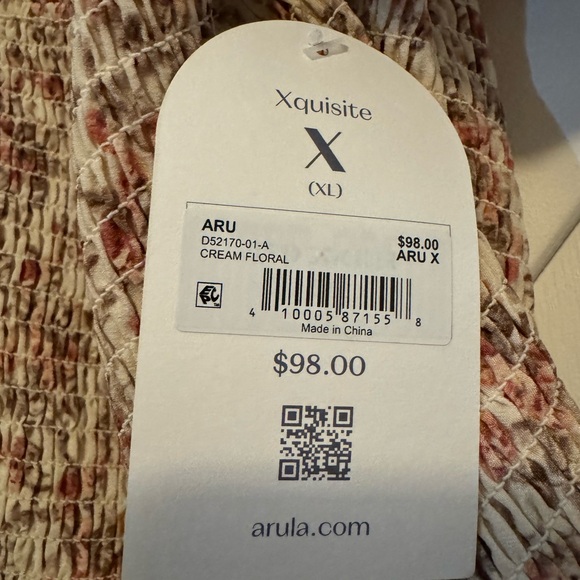 Xquisite
X
(XL)
ARU $98.00
D52170-01-A ARU X
CREAM FLORAL
4 10005 87155 8
Made in China
$98.00
arula.com